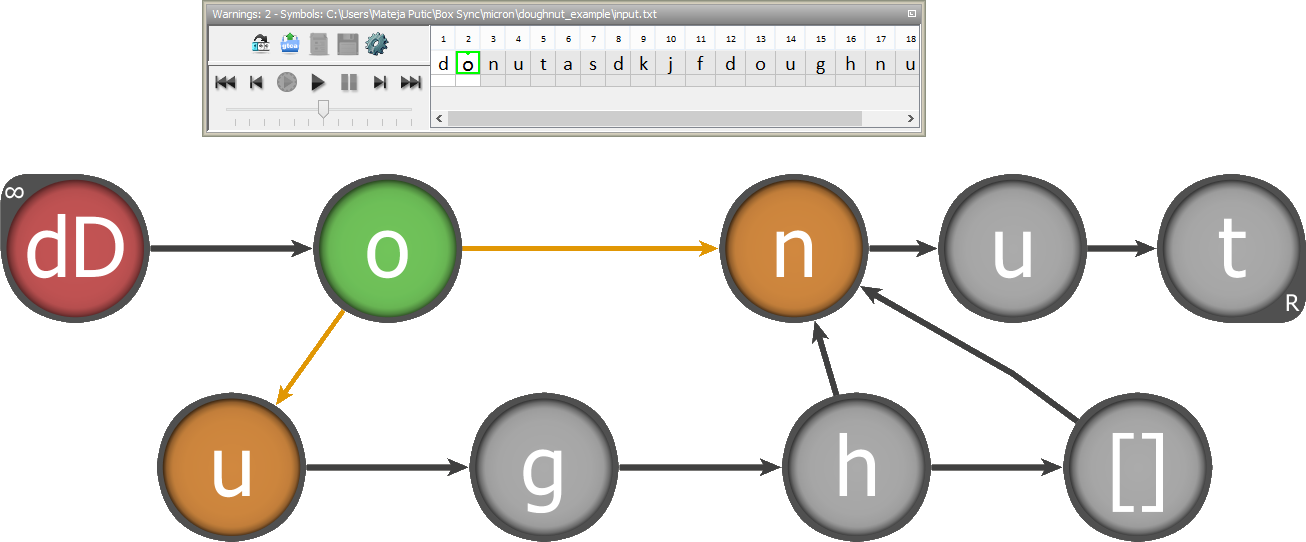 Warnings: 2 - Symbols: C:\Users\Mateja Putic\Box Sync\micron\doughnut_example\input.txt
1 2 3 4 5 6 7 8 9 10 11 12 13 14 15 16 17 18
d o n u t a s d k j f d o u g h n u
∞
dD o n u t
R
u g h []